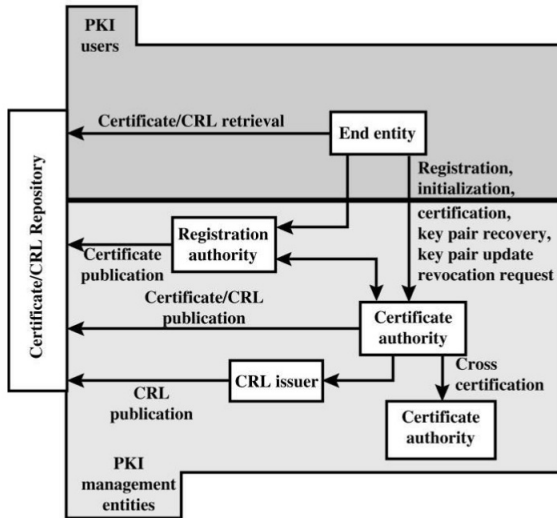 PKI
users
Certificate/CRL retrieval
End entity
Certificate/CRL Repository
Registration,
initialization,
certification,
key pair recovery,
key pair update
revocation request
Registration
authority
Certificate
publication
Certificate/CRL
publication
Certificate
authority
CRL issuer
CRL
publication
Cross
certification
Certificate
authority
PKI
management
entities